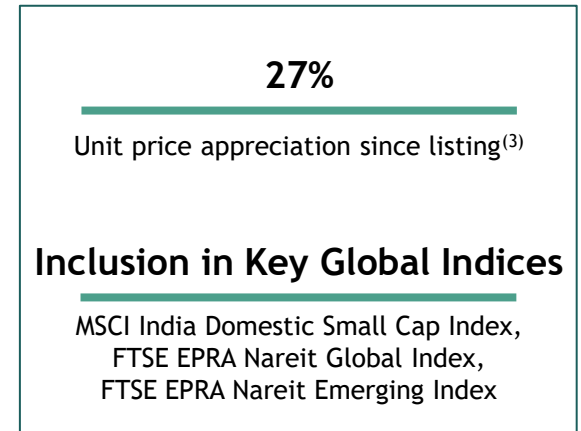 27%
Unit price appreciation since listing(3)
Inclusion in Key Global Indices
MSCI India Domestic Small Cap Index,
FTSE EPRA Nareit Global Index,
FTSE EPRA Nareit Emerging Index